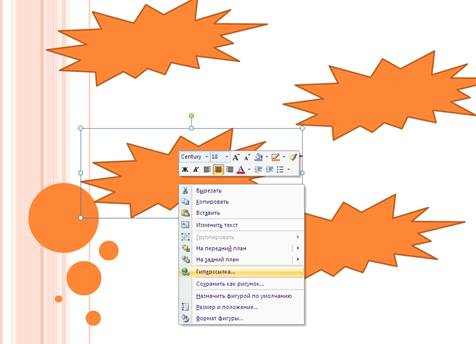 Century 18
Вырезать
Копировать
Вставить
Изменить текст
Группировать
На передний план
На задний план
Гиперссылка...
Сохранить как рисунок...
Назначить фигурой по умолчанию
Размер и положение...
Формат фигуры...